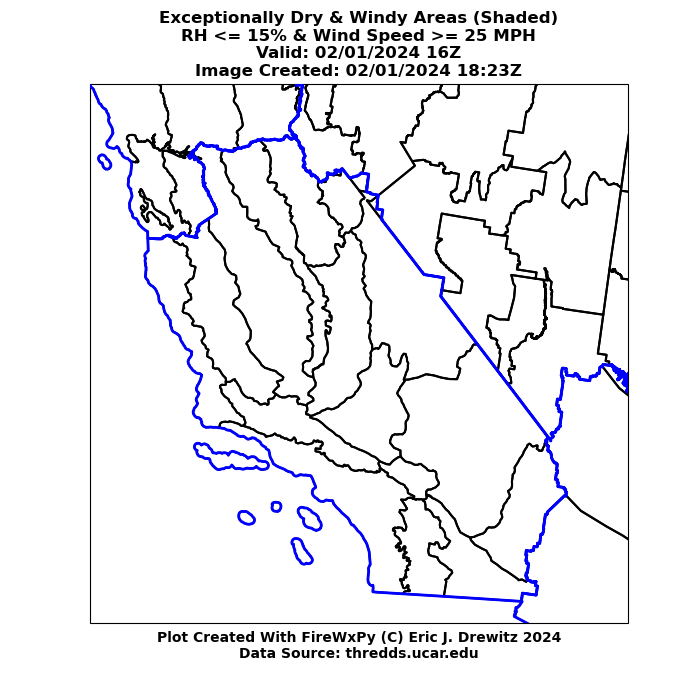 Exceptionally Dry & Windy Areas (Shaded)
RH <= 15% & Wind Speed >= 25 MPH
Valid: 02/01/2024 16Z
Image Created: 02/01/2024 18:23Z
Plot Created With FireWxPy (C) Eric J. Drewitz 2024
Data Source: thredds.ucar.edu